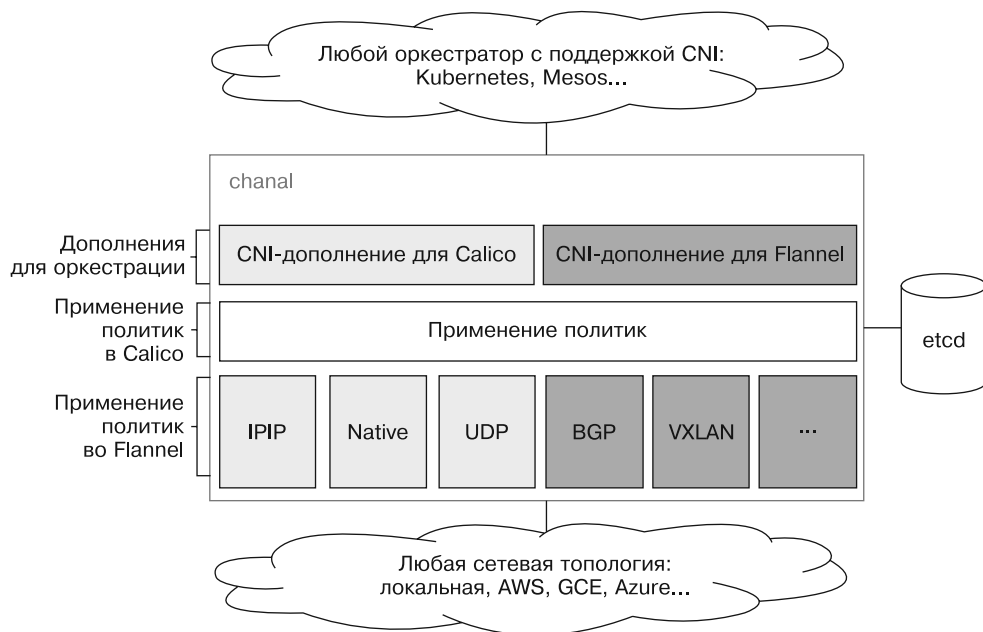 Любой оркестратор с поддержкой CNI:
Kubernetes, Mesos...
chanal
Дополнения
для оркестрации
CNI-дополнение для Calico
CNI-дополнение для Flannel
Применение
политик
в Calico
Применение политик
etcd
Применение
политик
во Flannel
IPIP
Native
UDP
BGP
VXLAN
...
Любая сетевая топология:
локальная, AWS, GCE, Azure...